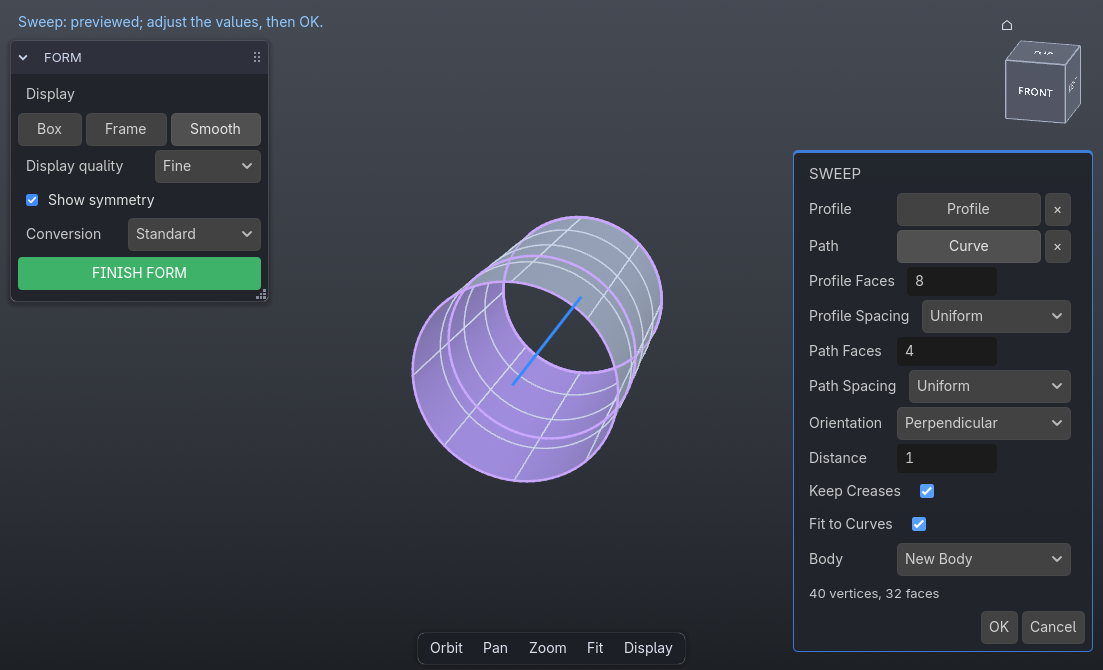 Sweep: previewed; adjust the values, then OK.
FORM
Display
Box Frame Smooth
Display quality Fine
Show symmetry
Conversion Standard
FINISH FORM
FRONT
SWEEP
Profile Profile ×
Path Curve ×
Profile Faces 8
Profile Spacing Uniform
Path Faces 4
Path Spacing Uniform
Orientation Perpendicular
Distance 1
Keep Creases
Fit to Curves
Body New Body
40 vertices, 32 faces
OK Cancel
Orbit Pan Zoom Fit Display